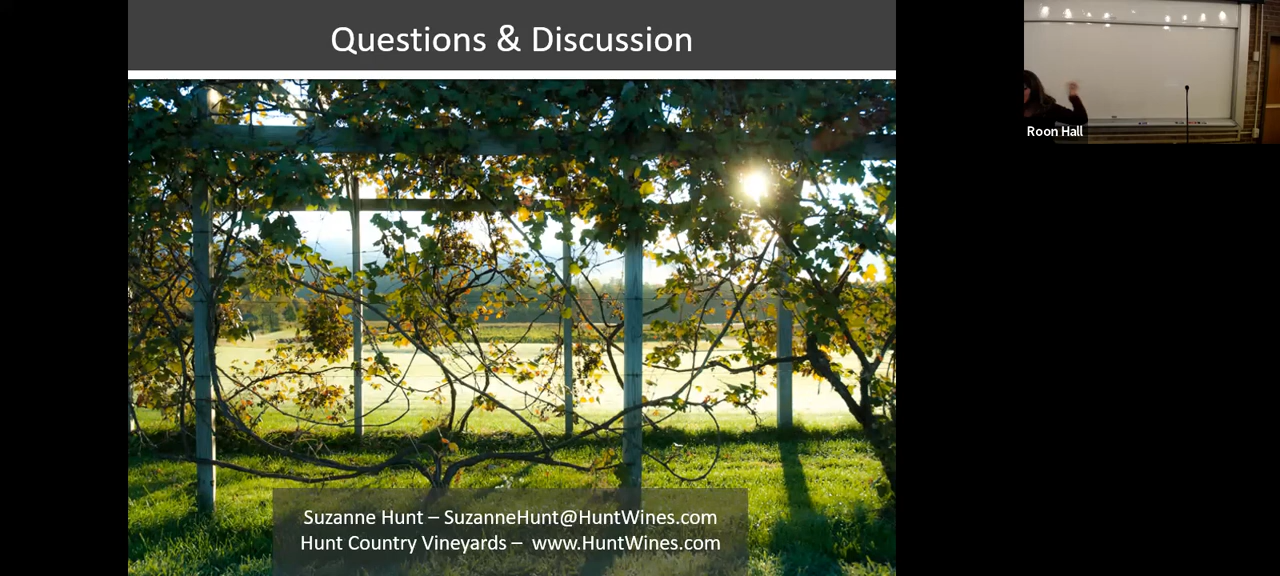 Questions & Discussion
Roon Hall
Suzanne Hunt – SuzanneHunt@HuntWines.com
Hunt Country Vineyards – www.HuntWines.com